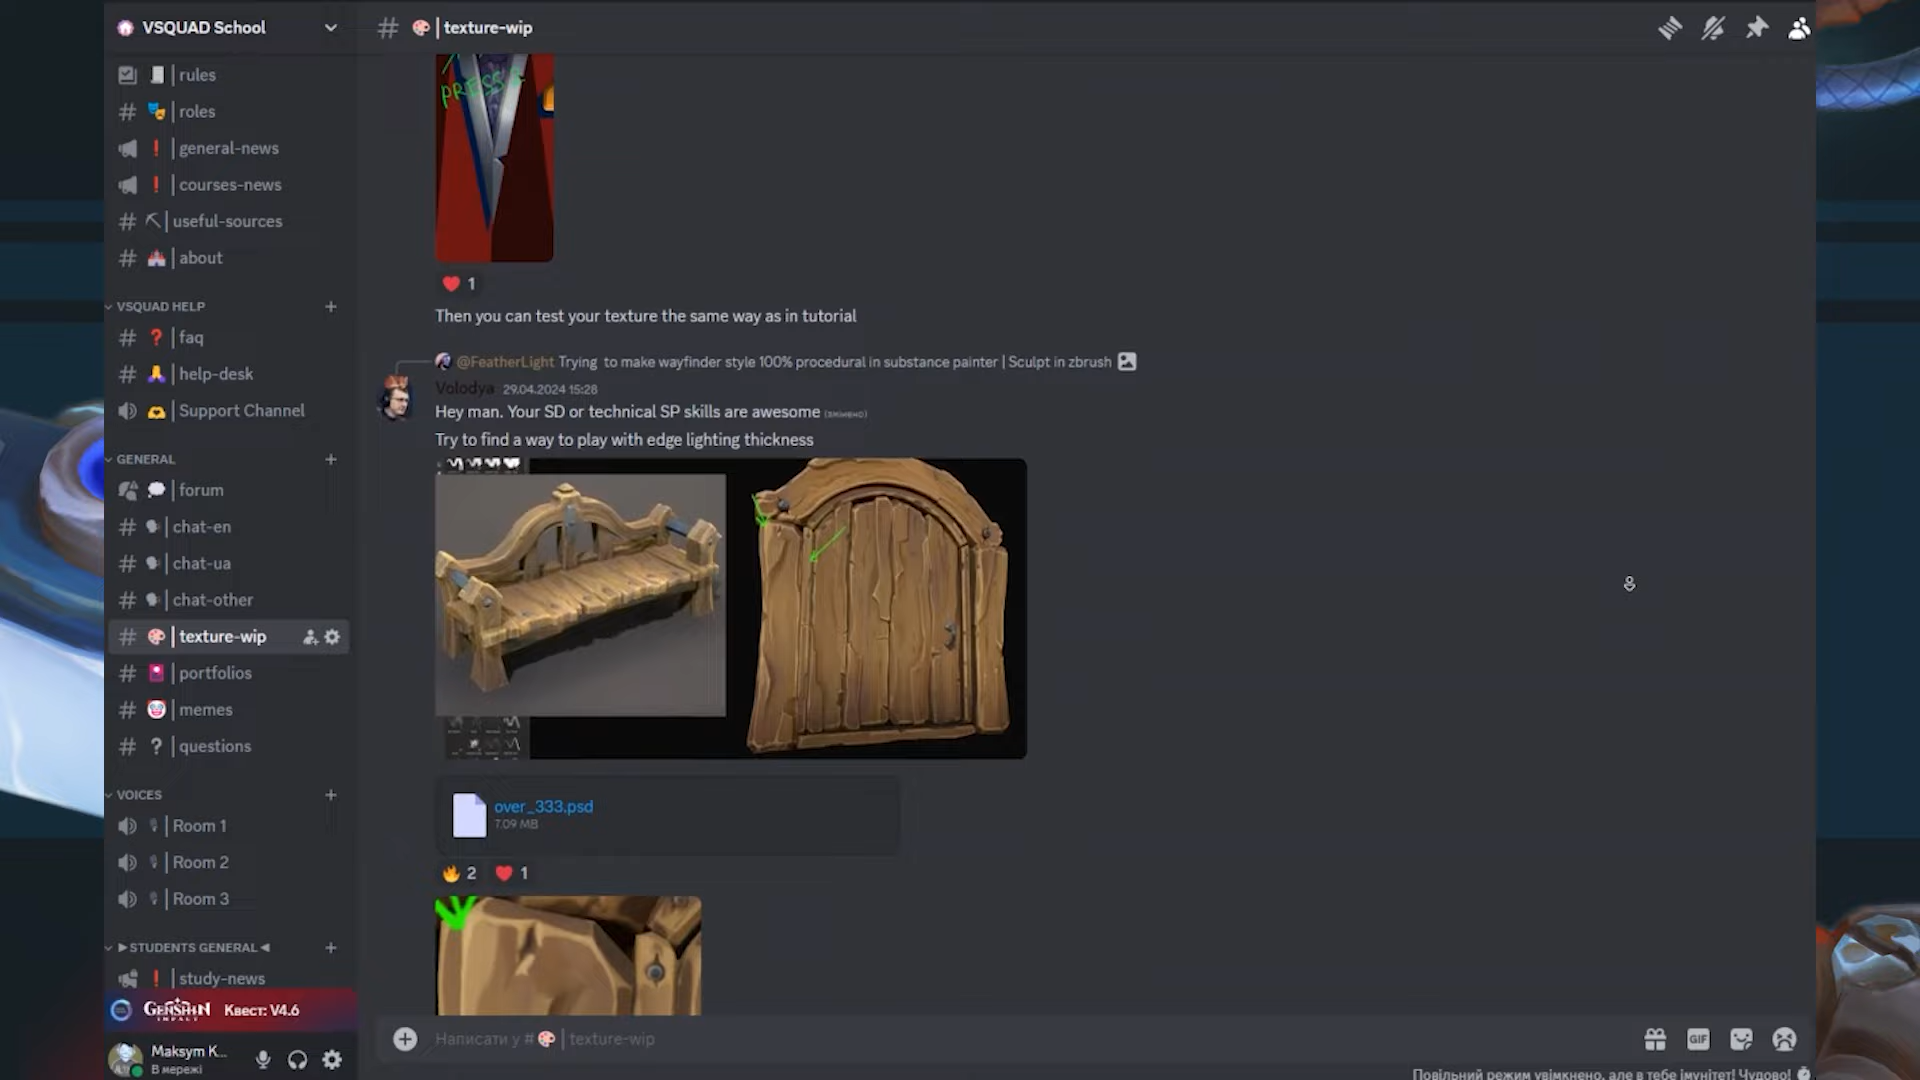 VSQUAD School
rules
roles
general-news
courses-news
useful-sources
about
VSQUAD HELP
faq
help-desk
Support Channel
GENERAL
forum
chat-en
chat-ua
chat-other
texture-wip
portfolios
memes
questions
VOICES
Room 1
Room 2
Room 3
►STUDENTS GENERAL◄
study-news
GENSHIN IMPACT Квест: V4.6
Maksym K...
В мережі
texture-wip
PRESS
❤️ 1
Then you can test your texture the same way as in tutorial
@FeatherLight Trying to make wayfinder style 100% procedural in substance painter | Sculpt in zbrush
Volodya 29.04.2024 15:28
Hey man. Your SD or technical SP skills are awesome (змінено)
Try to find a way to play with edge lighting thickness
over_333.psd
7.09 MB
🔥 2 ❤️ 1
Написати у # 🎨 | texture-wip
GIF
Повільний режим увімкнено, але в тебе імунітет! Чудово!